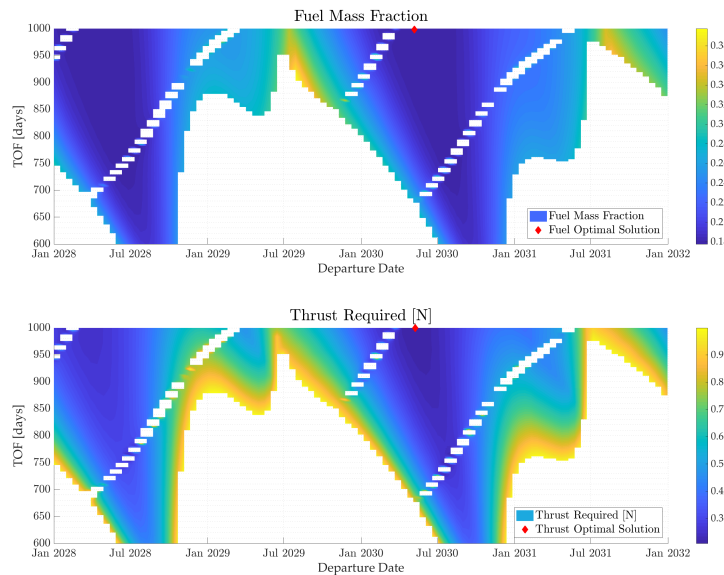 Fuel Mass Fraction
1000
950
900
850
800
750
700
650
600
TOF [days]
Jan 2028 Jul 2028 Jan 2029 Jul 2029 Jan 2030 Jul 2030 Jan 2031 Jul 2031 Jan 2032
Departure Date
Fuel Mass Fraction
Fuel Optimal Solution
0.3
0.3
0.3
0.3
0.2
0.2
0.2
0.2
0.1
Thrust Required [N]
1000
950
900
850
800
750
700
650
600
TOF [days]
Jan 2028 Jul 2028 Jan 2029 Jul 2029 Jan 2030 Jul 2030 Jan 2031 Jul 2031 Jan 2032
Departure Date
Thrust Required [N]
Thrust Optimal Solution
0.9
0.8
0.7
0.6
0.5
0.4
0.3